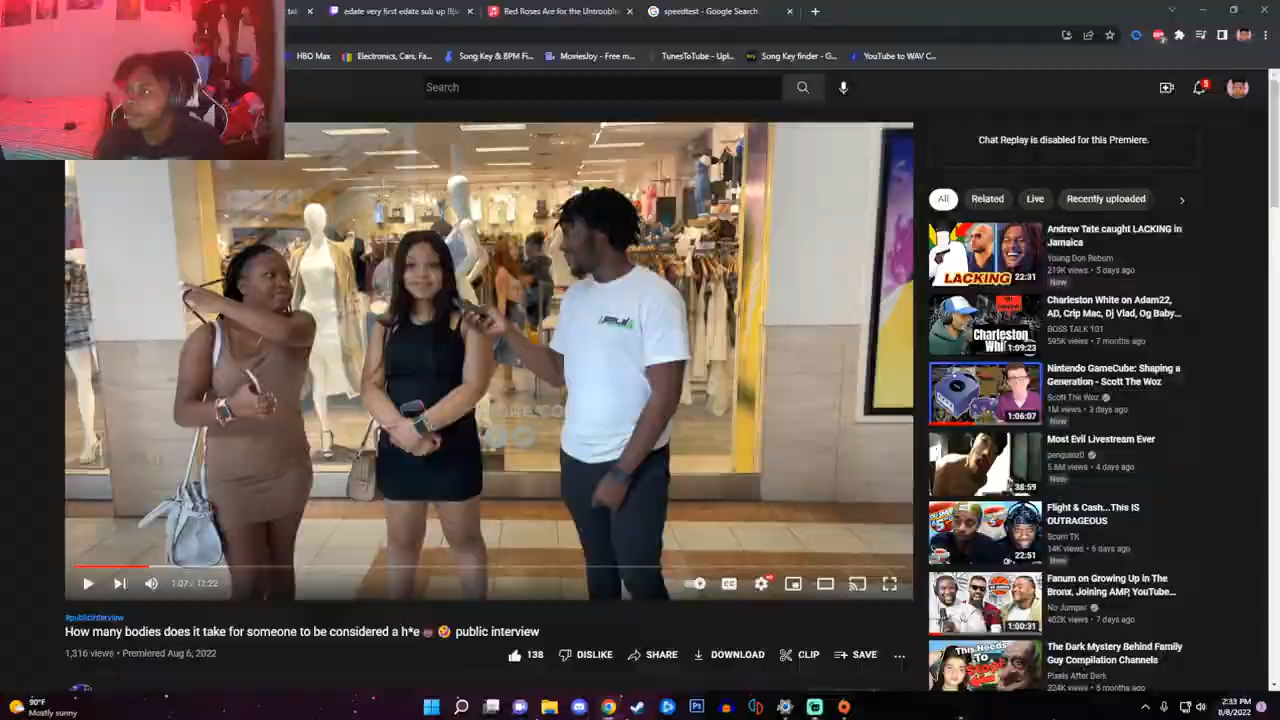 edate very first edate sub up !!(w
Red Roses Are for the Untroubl
speedtest - Google Search
HBO Max
Electronics, Cars, Fa...
Song Key & BPM Fi...
MoviesJoy - Free m...
TunesToTube - Upl...
Song Key finder - G...
YouTube to WAV C...
Search
5
Chat Replay is disabled for this Premiere.
All
Related
Live
Recently uploaded
Andrew Tate caught LACKING in
Jamaica
Young Don Reborn
219K views • 5 days ago
New
LACKING
22:31
Charleston White on Adam22,
AD, Crip Mac, Dj Vlad, Og Baby...
BOSS TALK 101
595K views • 7 months ago
Charleston
1:09:23
Nintendo GameCube: Shaping a
Generation - Scott The Woz
Scott The Woz
1M views • 3 days ago
New
1:06:07
Most Evil Livestream Ever
penguinz0
5.8M views • 4 days ago
New
38:59
Flight & Cash...This IS
OUTRAGEOUS
Scorn TK
14K views • 6 days ago
New
22:51
Fanum on Growing Up in The
Bronx, Joining AMP, YouTube...
No Jumper
402K views • 7 days ago
1:00:31
The Dark Mystery Behind Family
Guy Compilation Channels
Pixels After Dark
324K views • 5 months ago
This Needs
To
Stop!
1:07 / 12:22
#publicinterview
How many bodies does it take for someone to be considered a h*e 🤣 public interview
1,316 views • Premiered Aug 6, 2022
138
DISLIKE
SHARE
DOWNLOAD
CLIP
SAVE
90°F
Mostly sunny
2:33 PM
8/8/2022